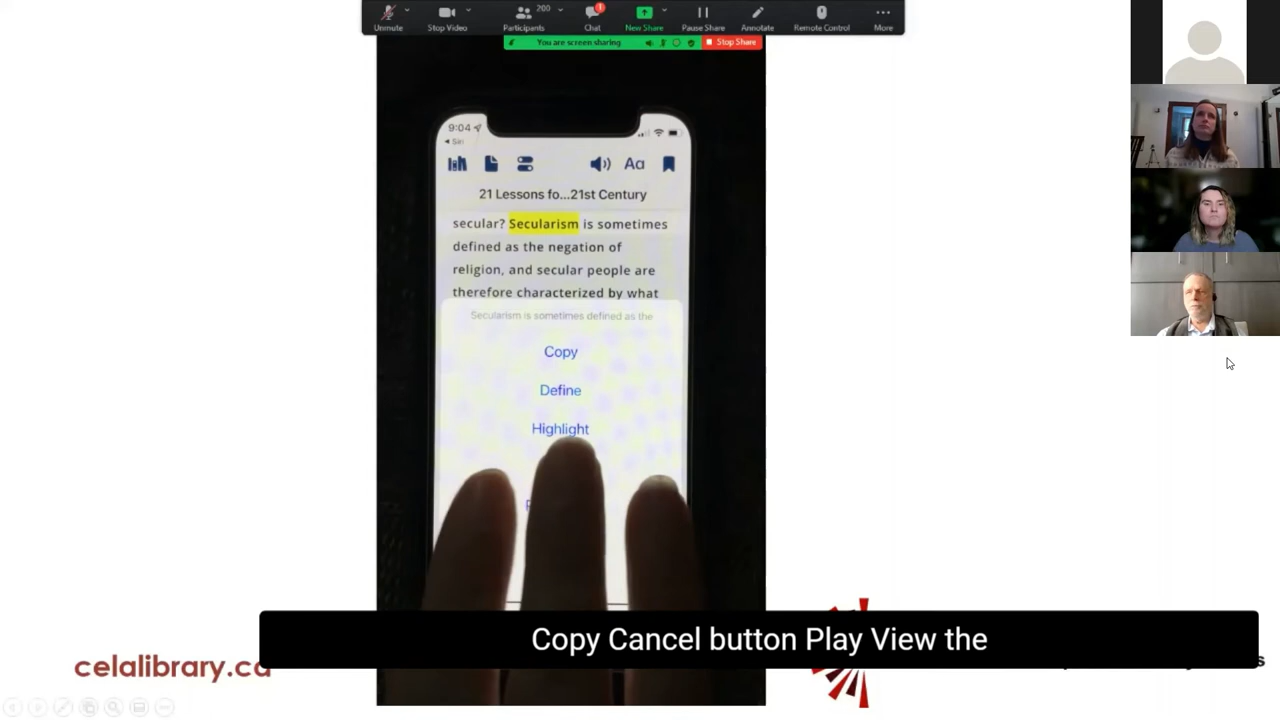 Unmute
Stop Video
Participants
200
Chat
1
New Share
Pause Share
Annotate
Remote Control
More
You are screen sharing
Stop Share
9:04
Siri
Aa
21 Lessons fo...21st Century
secular? Secularism is sometimes
defined as the negation of
religion, and secular people are
therefore characterized by what
Secularism is sometimes defined as the
Copy
Define
Highlight
Copy Cancel button Play View the
celalibrary.ca